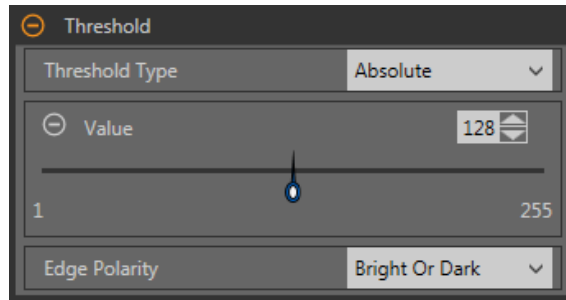 Threshold
Threshold Type Absolute
Value 128
1 255
Edge Polarity Bright Or Dark